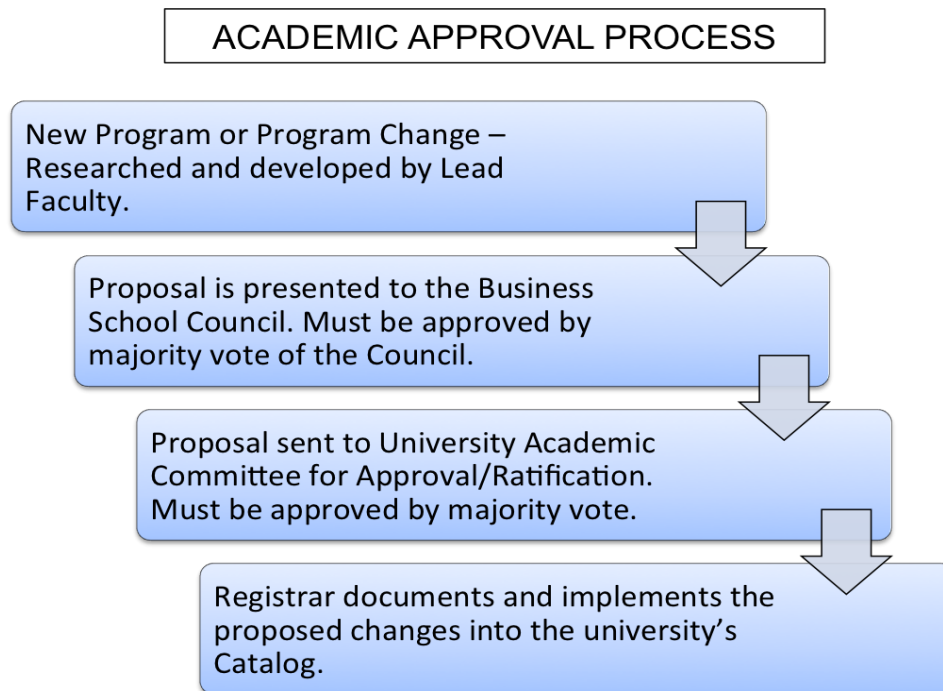 ACADEMIC APPROVAL PROCESS
New Program or Program Change –
Researched and developed by Lead
Faculty.
Proposal is presented to the Business
School Council. Must be approved by
majority vote of the Council.
Proposal sent to University Academic
Committee for Approval/Ratification.
Must be approved by majority vote.
Registrar documents and implements the
proposed changes into the university’s
Catalog.